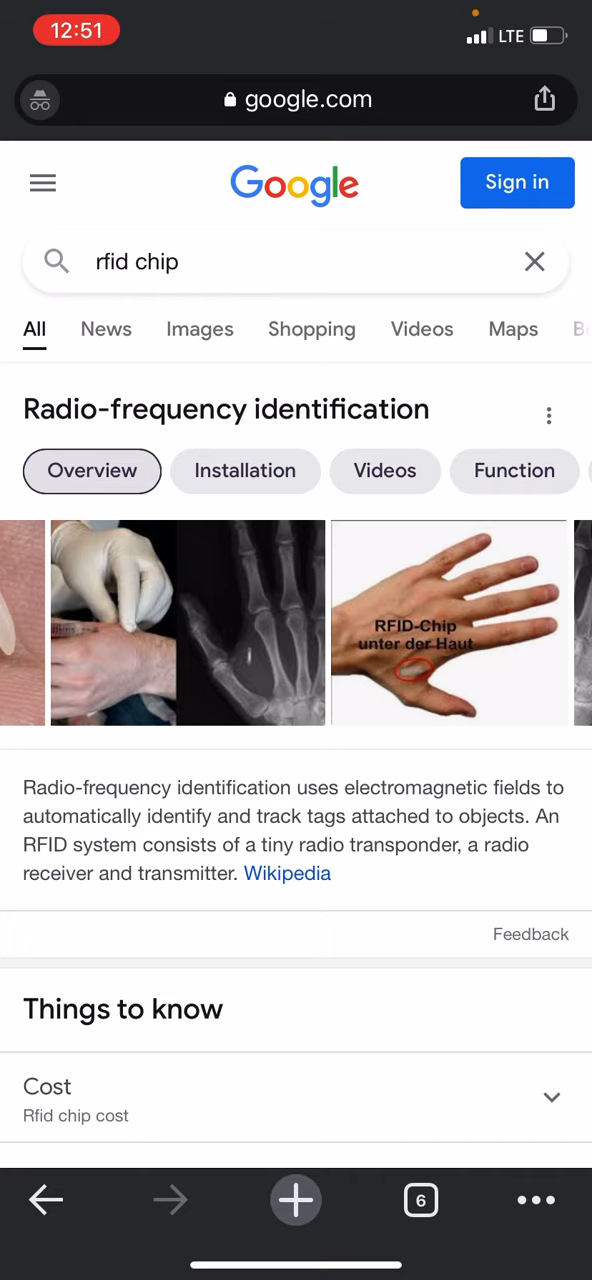 12:51
LTE
google.com
Google
Sign in
rfid chip
All News Images Shopping Videos Maps
Radio-frequency identification
Overview Installation Videos Function
RFID-Chip
unter der Haut
Radio-frequency identification uses electromagnetic fields to
automatically identify and track tags attached to objects. An
RFID system consists of a tiny radio transponder, a radio
receiver and transmitter. Wikipedia
Feedback
Things to know
Cost
Rfid chip cost
6